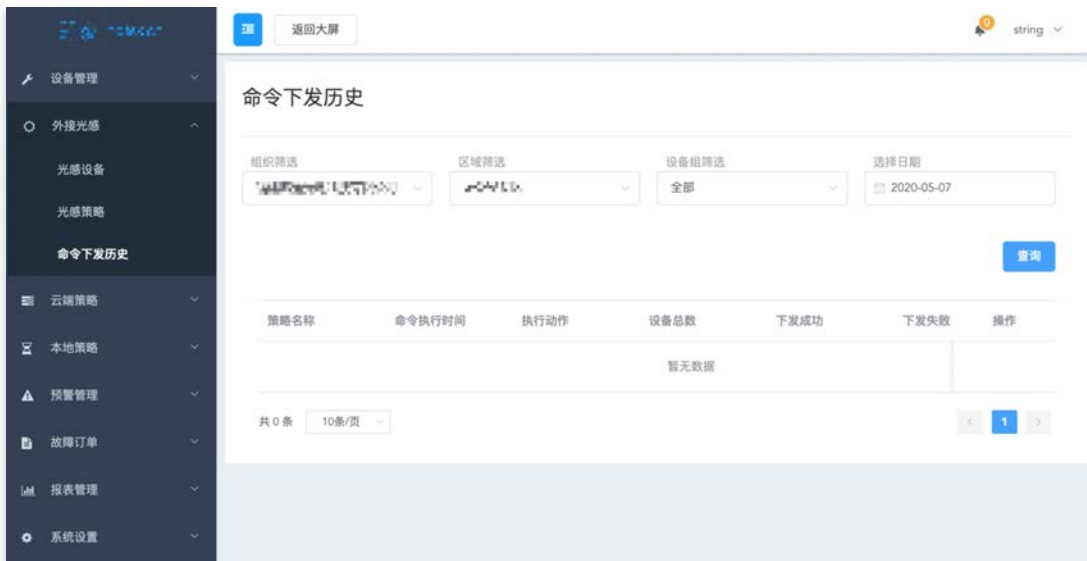 返回大屏
0
string
设备管理
外接光感
光感设备
光感策略
命令下发历史
云端策略
本地策略
预警管理
故障订单
报表管理
系统设置
命令下发历史
组织筛选 区域筛选 设备组筛选 选择日期
全部 2020-05-07
查询
策略名称 命令执行时间 执行动作 设备总数 下发成功 下发失败 操作
暂无数据
共 0 条 10条/页 1